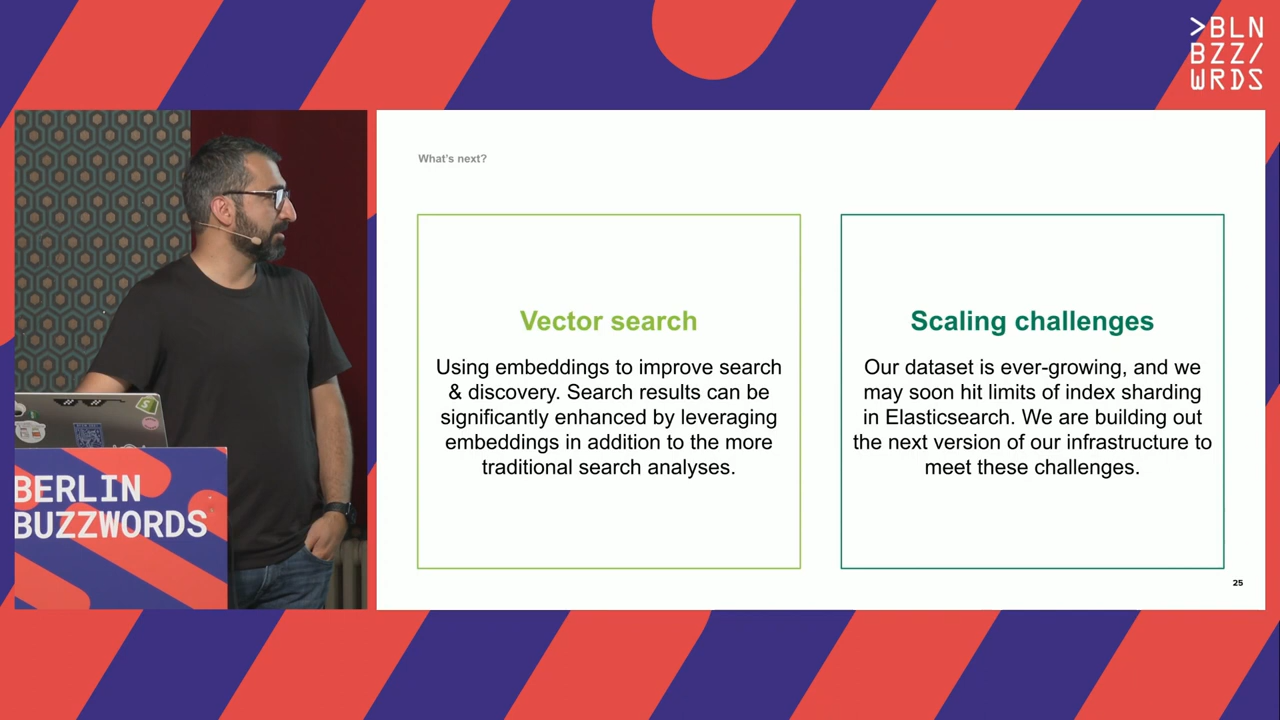 >BLN
BZZ/
WRDS
What's next?
Vector search
Using embeddings to improve search
& discovery. Search results can be
significantly enhanced by leveraging
embeddings in addition to the more
traditional search analyses.
Scaling challenges
Our dataset is ever-growing, and we
may soon hit limits of index sharding
in Elasticsearch. We are building out
the next version of our infrastructure to
meet these challenges.
25
BERLIN
BUZZWORDS